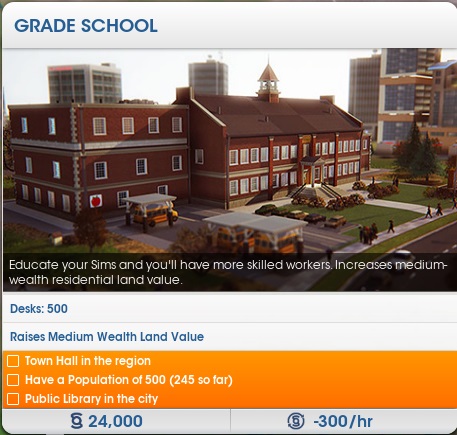 GRADE SCHOOL
Educate your Sims and you'll have more skilled workers. Increases medium-
wealth residential land value.
Desks: 500
Raises Medium Wealth Land Value
Town Hall in the region
Have a Population of 500 (245 so far)
Public Library in the city
24,000 -300/hr